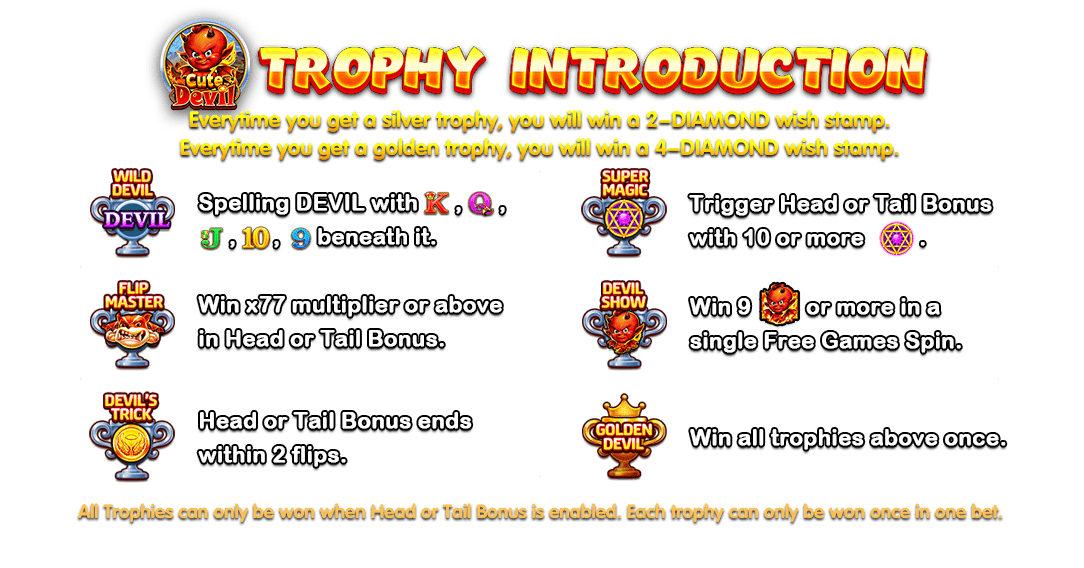 Cute Devil
TROPHY INTRODUCTION
Everytime you get a silver trophy, you will win a 2-DIAMOND wish stamp.
Everytime you get a golden trophy, you will win a 4-DIAMOND wish stamp.
WILD
DEVIL
DEVIL
Spelling DEVIL with K, Q,
J, 10, 9 beneath it.
SUPER
MAGIC
Trigger Head or Tail Bonus
with 10 or more .
FLIP
MASTER
Win x77 multiplier or above
in Head or Tail Bonus.
DEVIL
SHOW
Win 9 or more in a
single Free Games Spin.
DEVIL'S
TRICK
Head or Tail Bonus ends
within 2 flips.
GOLDEN
DEVIL
Win all trophies above once.
All Trophies can only be won when Head or Tail Bonus is enabled. Each trophy can only be won once in one bet.